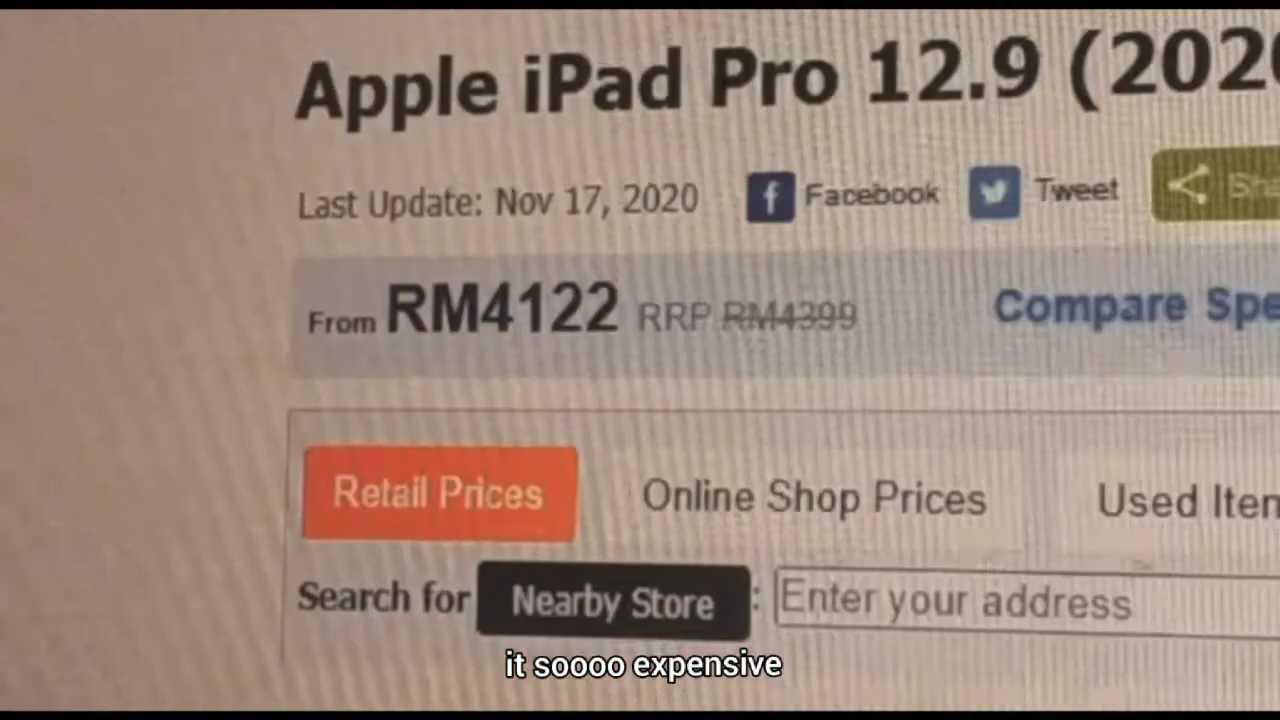 Apple iPad Pro 12.9 (2020
Last Update: Nov 17, 2020 Facebook Tweet
From RM4122 RRP RM4399 Compare Spe
Retail Prices Online Shop Prices Used Iten
Search for Nearby Store : Enter your address
it soooo expensive